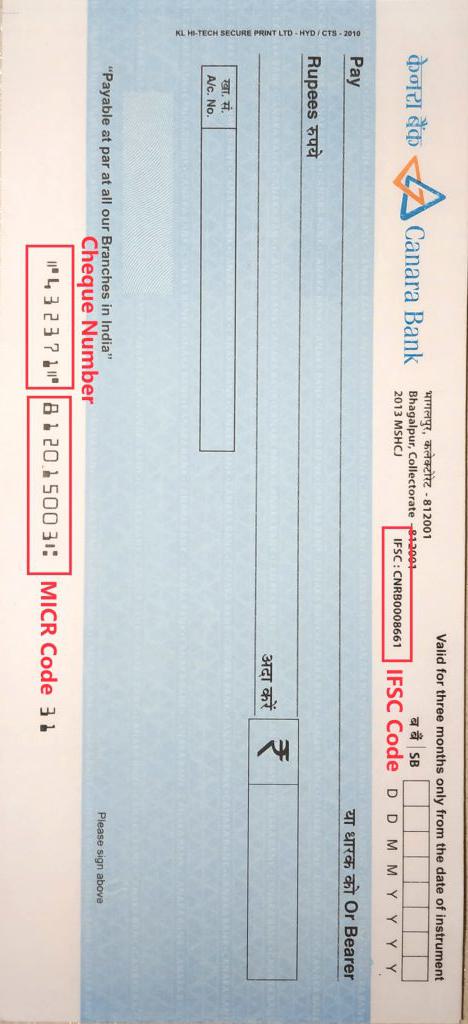 Valid for three months only from the date of instrument
केनरा बैंक Canara Bank
भागलपुर, कलेक्टोरेट - 812001
Bhagalpur, Collectorate - 812001
2013 MSHCJ
IFSC : CNRB0008661
IFSC Code
ब बैं SB
D D M M Y Y Y Y
Pay
या धारक को Or Bearer
Rupees रुपये
अदा करें
₹
खा. सं.
A/c. No.
KL HI-TECH SECURE PRINT LTD - HYD / CTS - 2010
"Payable at par at all our Branches in India"
Please sign above
Cheque Number
⑈432371⑈ 812015003⑆ 31
MICR Code